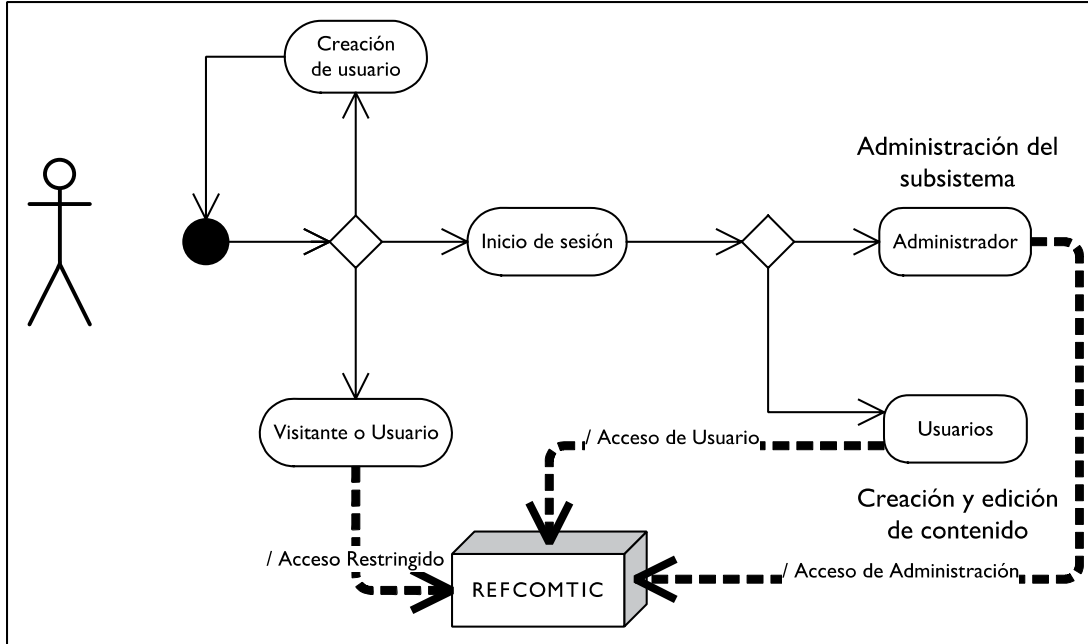 Creación
de usuario
Administración del
subsistema
Inicio de sesión
Administrador
Visitante o Usuario
/ Acceso de Usuario
Usuarios
Creación y edición
de contenido
/ Acceso Restringido
/ Acceso de Administración
REFCOMTIC